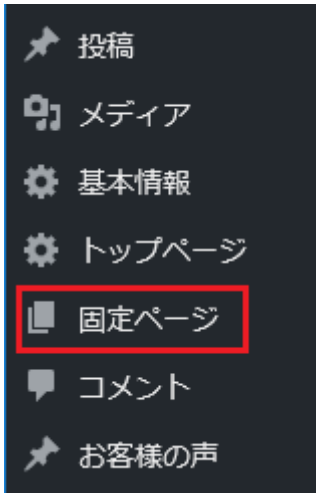 投稿
メディア
基本情報
トップページ
固定ページ
コメント
お客様の声